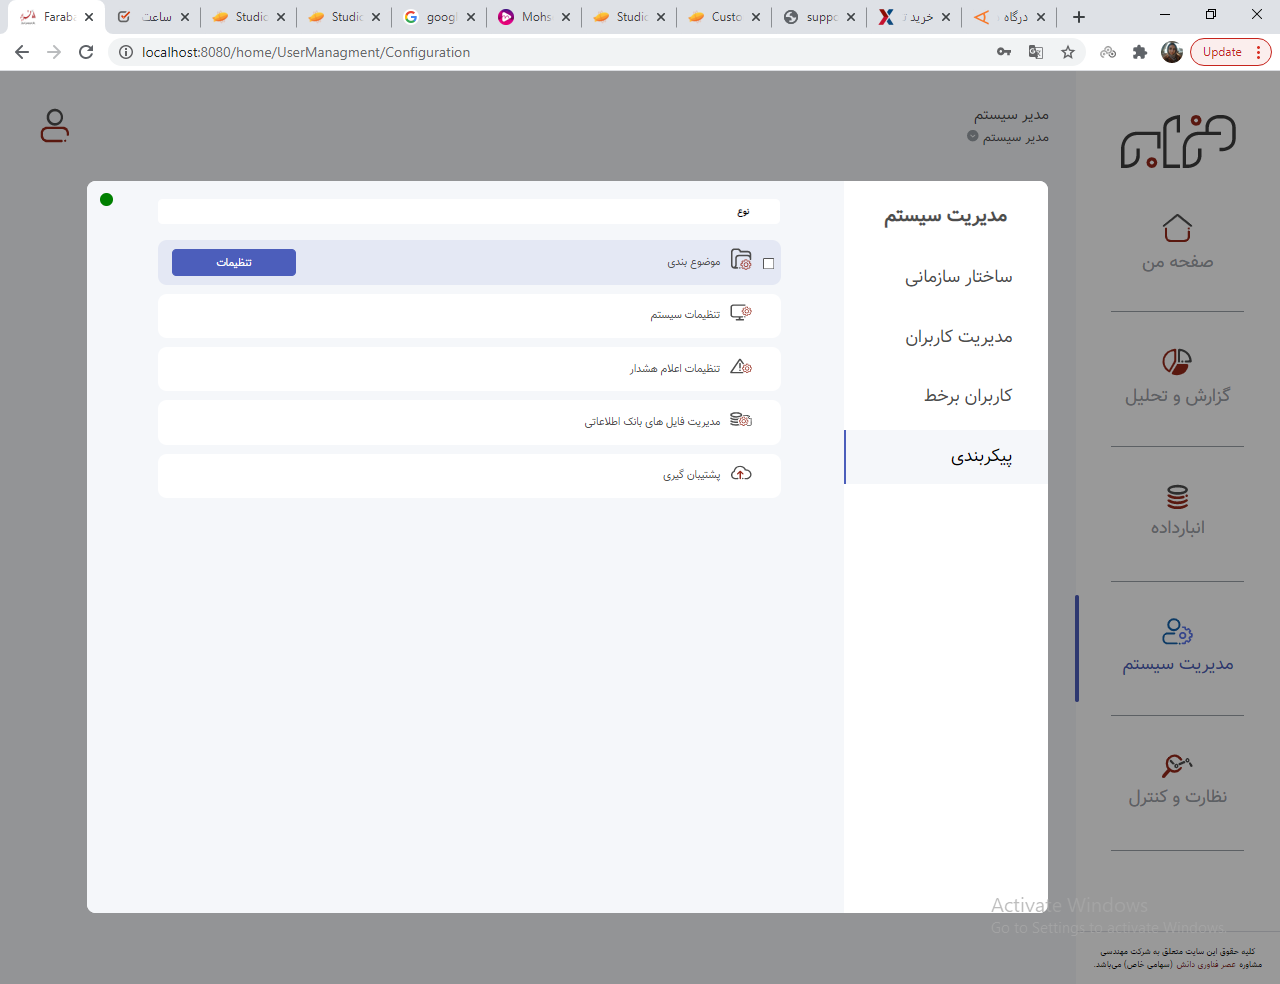 Farab
ساعت
Studio
Studio
googl
Mohs
Studio
Custo
suppo
خرید
درگاه
localhost:8080/home/UserManagment/Configuration
Update
فراب
مدیر سیستم
مدیر سیستم
صفحه من
گزارش و تحلیل
انبارداده
مدیریت سیستم
نظارت و کنترل
مدیریت سیستم
ساختار سازمانی
مدیریت کاربران
کاربران برخط
پیکربندی
نوع
موضوع بندی
تنظیمات
تنظیمات سیستم
تنظیمات اعلام هشدار
مدیریت فایل های بانک اطلاعاتی
پشتیبان گیری
Activate Windows
Go to Settings to activate Windows.
کلیه حقوق این سایت متعلق به شرکت مهندسی
مشاوره عصر فناوری دانش (سهامی خاص) می‌باشد.